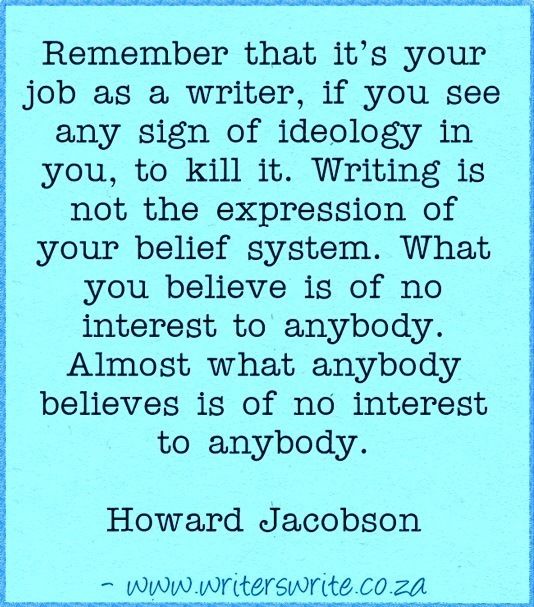 Remember that it's your
job as a writer, if you see
any sign of ideology in
you, to kill it. Writing is
not the expression of
your belief system. What
you believe is of no
interest to anybody.
Almost what anybody
believes is of no interest
to anybody.
Howard Jacobson
- www.writerswrite.co.za